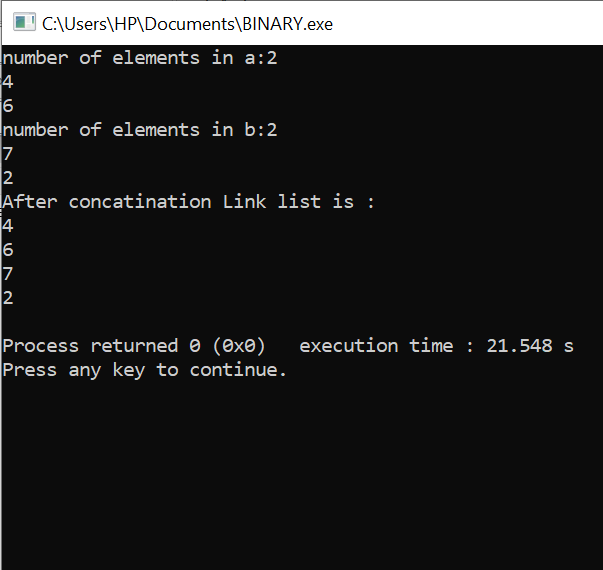 C:\Users\HP\Documents\BINARY.exe
number of elements in a:2
4
6
number of elements in b:2
7
2
After concatination Link list is :
4
6
7
2
Process returned 0 (0x0)   execution time : 21.548 s
Press any key to continue.